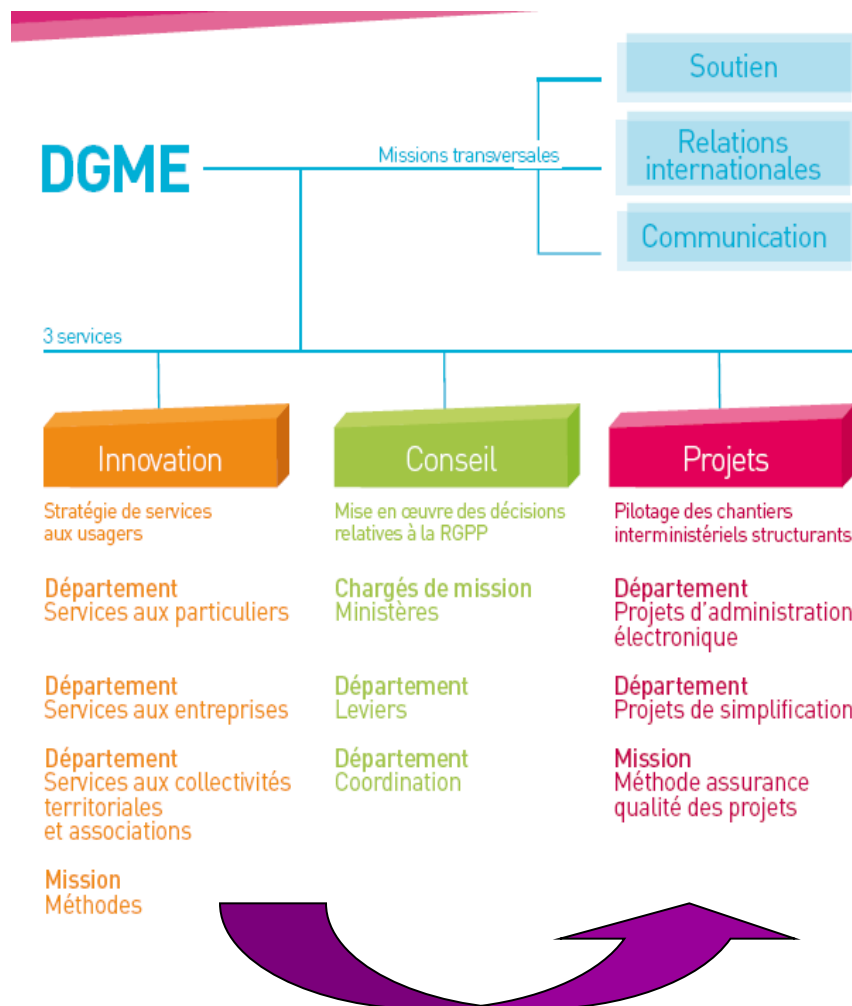 DGME
Missions transversales
Soutien
Relations
internationales
Communication
3 services
Innovation
Stratégie de services
aux usagers
Département
Services aux particuliers
Département
Services aux entreprises
Département
Services aux collectivités
territoriales
et associations
Mission
Méthodes
Conseil
Mise en œuvre des décisions
relatives à la RGPP
Chargés de mission
Ministères
Département
Leviers
Département
Coordination
Projets
Pilotage des chantiers
interministériels structurants
Département
Projets d'administration
électronique
Département
Projets de simplification
Mission
Méthode assurance
qualité des projets